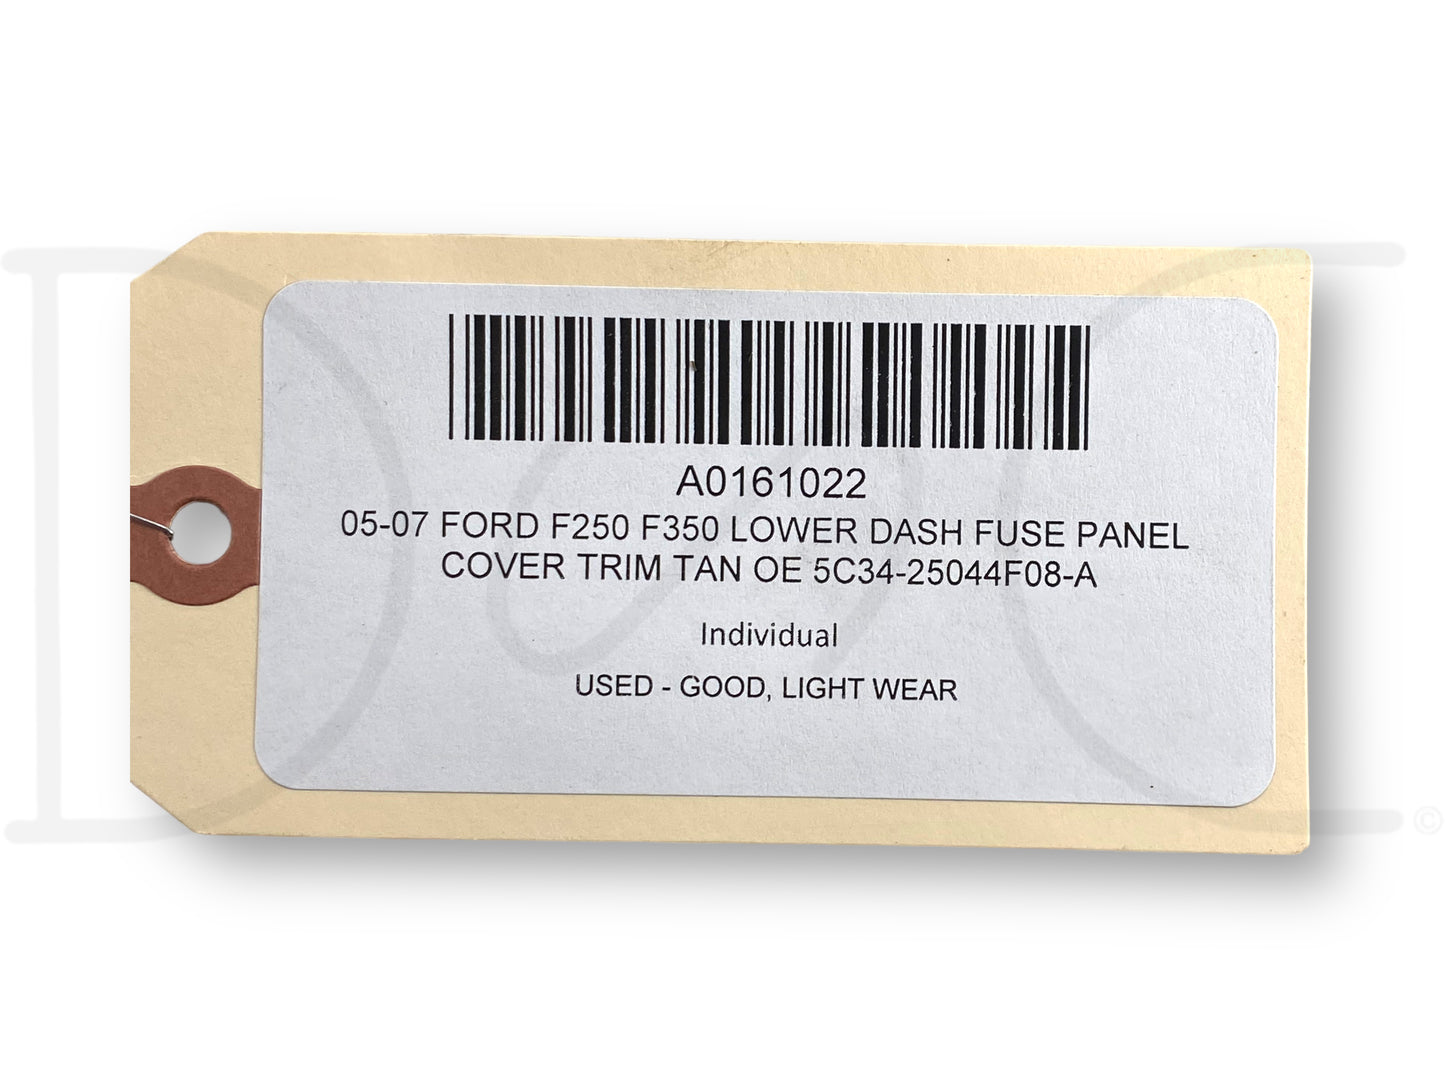 A0161022
05-07 FORD F250 F350 LOWER DASH FUSE PANEL
COVER TRIM TAN OE 5C34-25044F08-A
Individual
USED - GOOD, LIGHT WEAR
©